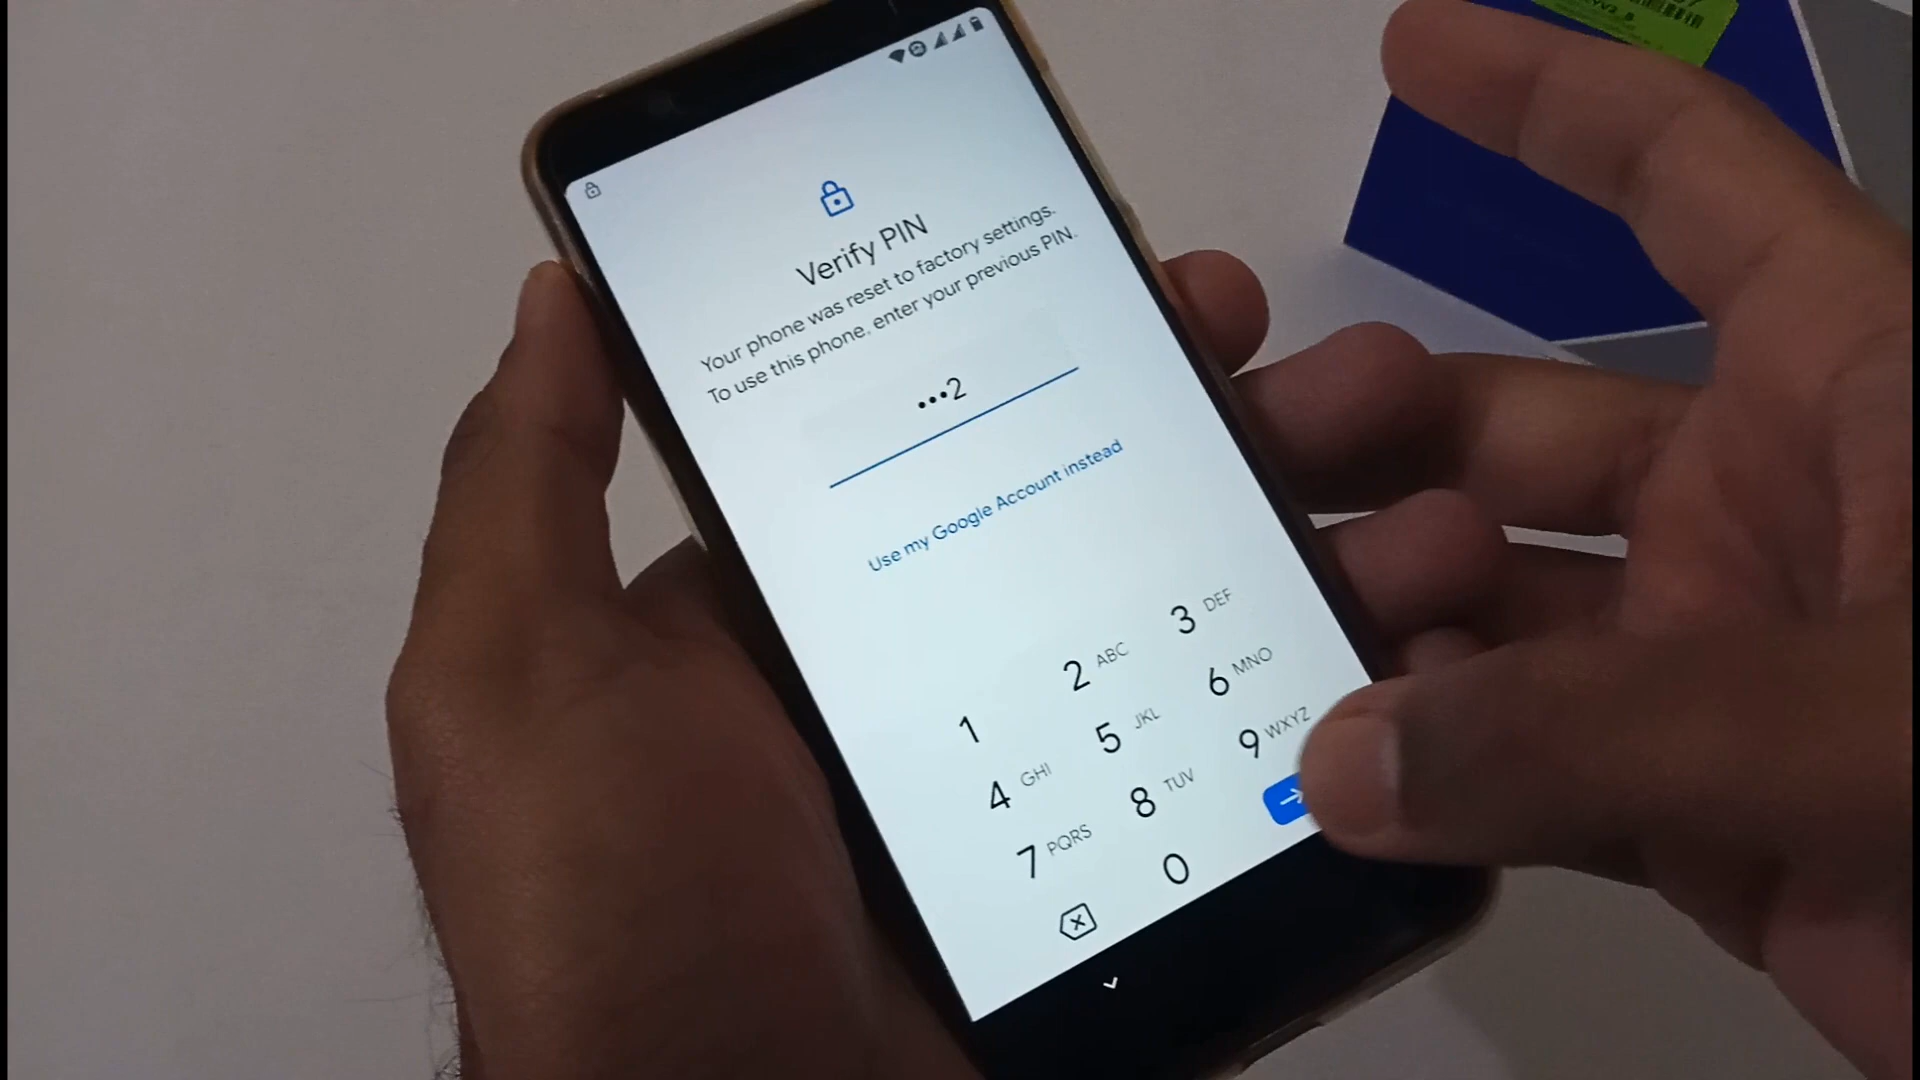 Verify PIN
Your phone was reset to factory settings.
To use this phone, enter your previous PIN.
•••2
Use my Google Account instead
1
2 ABC
3 DEF
4 GHI
5 JKL
6 MNO
7 PQRS
8 TUV
9 WXYZ
0